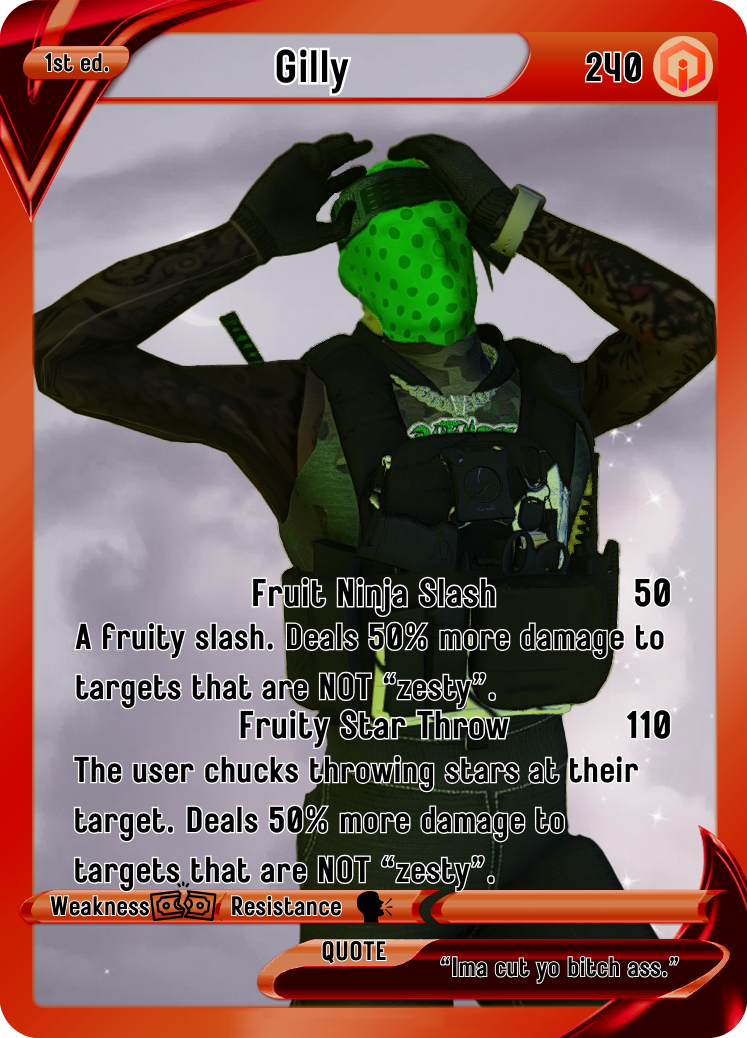 1st ed.
Gilly
240
Fruit Ninja Slash 50
A fruity slash. Deals 50% more damage to
targets that are NOT “zesty”.
Fruity Star Throw 110
The user chucks throwing stars at their
target. Deals 50% more damage to
targets that are NOT “zesty”.
Weakness Resistance
QUOTE
“Ima cut yo bitch ass.”